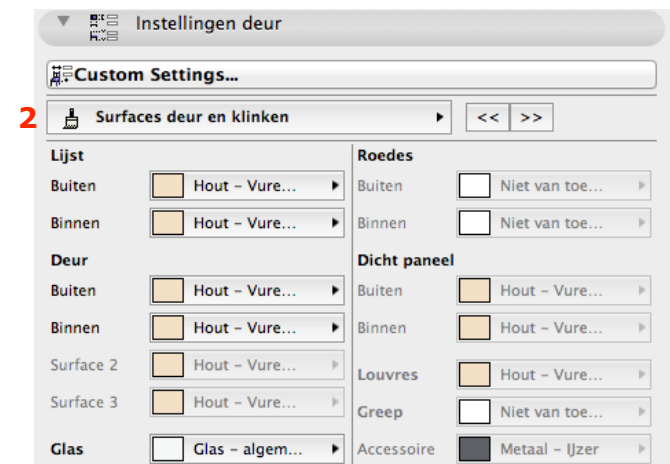 Instellingen deur
Custom Settings...
2 Surfaces deur en klinken << >>
Lijst
Buiten Hout – Vure...
Binnen Hout – Vure...
Deur
Buiten Hout – Vure...
Binnen Hout – Vure...
Surface 2 Hout – Vure...
Surface 3 Hout – Vure...
Glas Glas – algem...
Roedes
Buiten Niet van toe...
Binnen Niet van toe...
Dicht paneel
Buiten Hout – Vure...
Binnen Hout – Vure...
Louvres Hout – Vure...
Greep Niet van toe...
Accessoire Metaal – IJzer